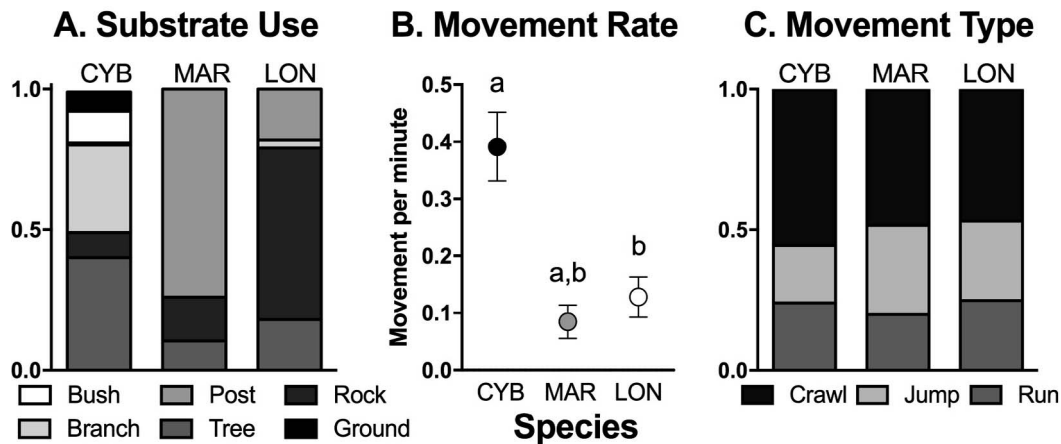 A. Substrate Use
CYB MAR LON
1.0
0.5
0.0
Bush Post Rock
Branch Tree Ground
B. Movement Rate
Movement per minute
0.5
0.4
0.3
0.2
0.1
0.0
a
a,b
b
CYB MAR LON
Species
C. Movement Type
CYB MAR LON
1.0
0.5
0.0
Crawl Jump Run